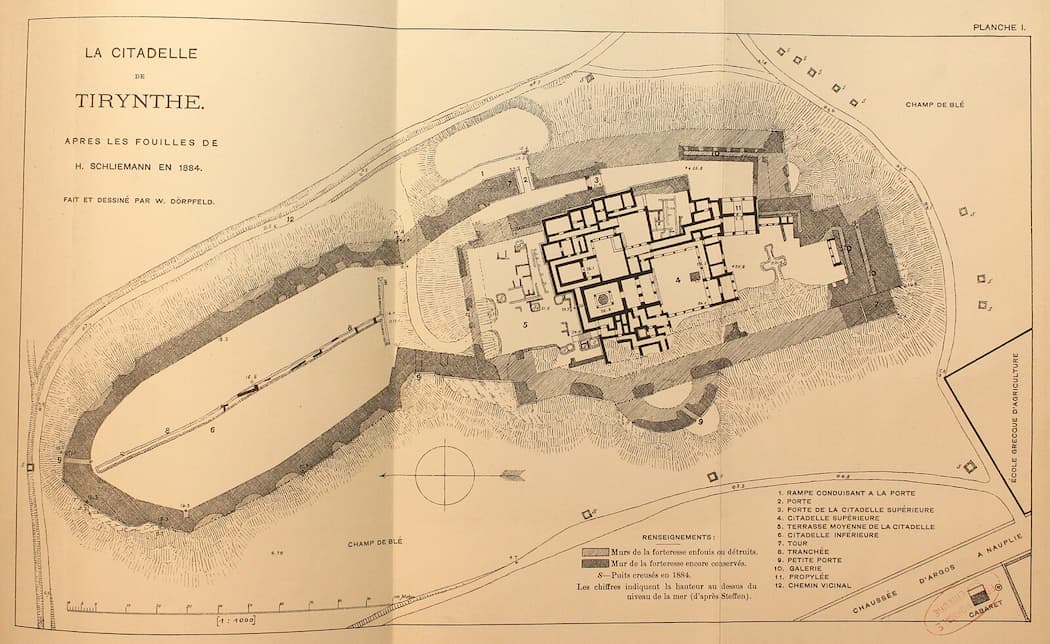 PLANCHE I.
LA CITADELLE
DE
TIRYNTHE.
APRES LES FOUILLES DE
H. SCHLIEMANN EN 1884.
FAIT ET DESSINÉ PAR W. DÖRPFELD.
CHAMP DE BLÉ
1
2
3
4
5
6
7
8
9
10
11
12
S
CHAMP DE BLÉ
ÉCOLE GRECQUE D'AGRICULTURE
RENSEIGNEMENTS:
Murs de la forteresse enfouis ou détruits.
Mur de la forteresse encore conservés.
S—Puits creusés en 1884.
Les chiffres indiquent la hauteur au dessus du
niveau de la mer (d'après Steffen).
1. RAMPE CONDUISANT A LA PORTE
2. PORTE
3. PORTE DE LA CITADELLE SUPÉRIEURE
4. CITADELLE SUPÉRIEURE
5. TERRASSE MOYENNE DE LA CITADELLE
6. CITADELLE INFÉRIEURE
7. TOUR
8. TRANCHÉE
9. PETITE PORTE
10. GALERIE
11. PROPYLÉE
12. CHEMIN VICINAL
CHAUSSÉE D'ARGOS A NAUPLIE
CABARET
[1 : 1000]